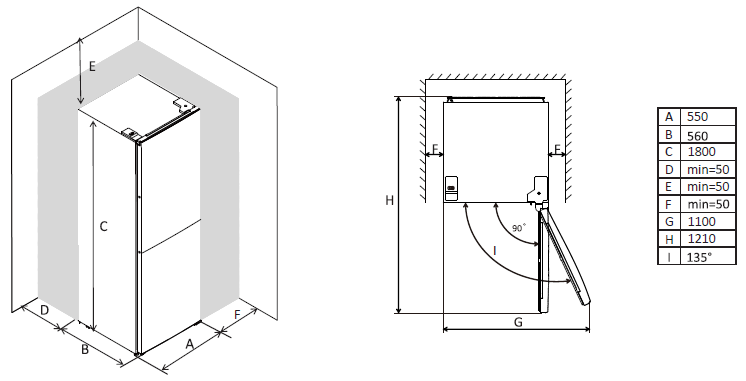 E
C
D
B
A
F
H
F
F
90°
I
G
A 550
B 560
C 1800
D min=50
E min=50
F min=50
G 1100
H 1210
I 135°